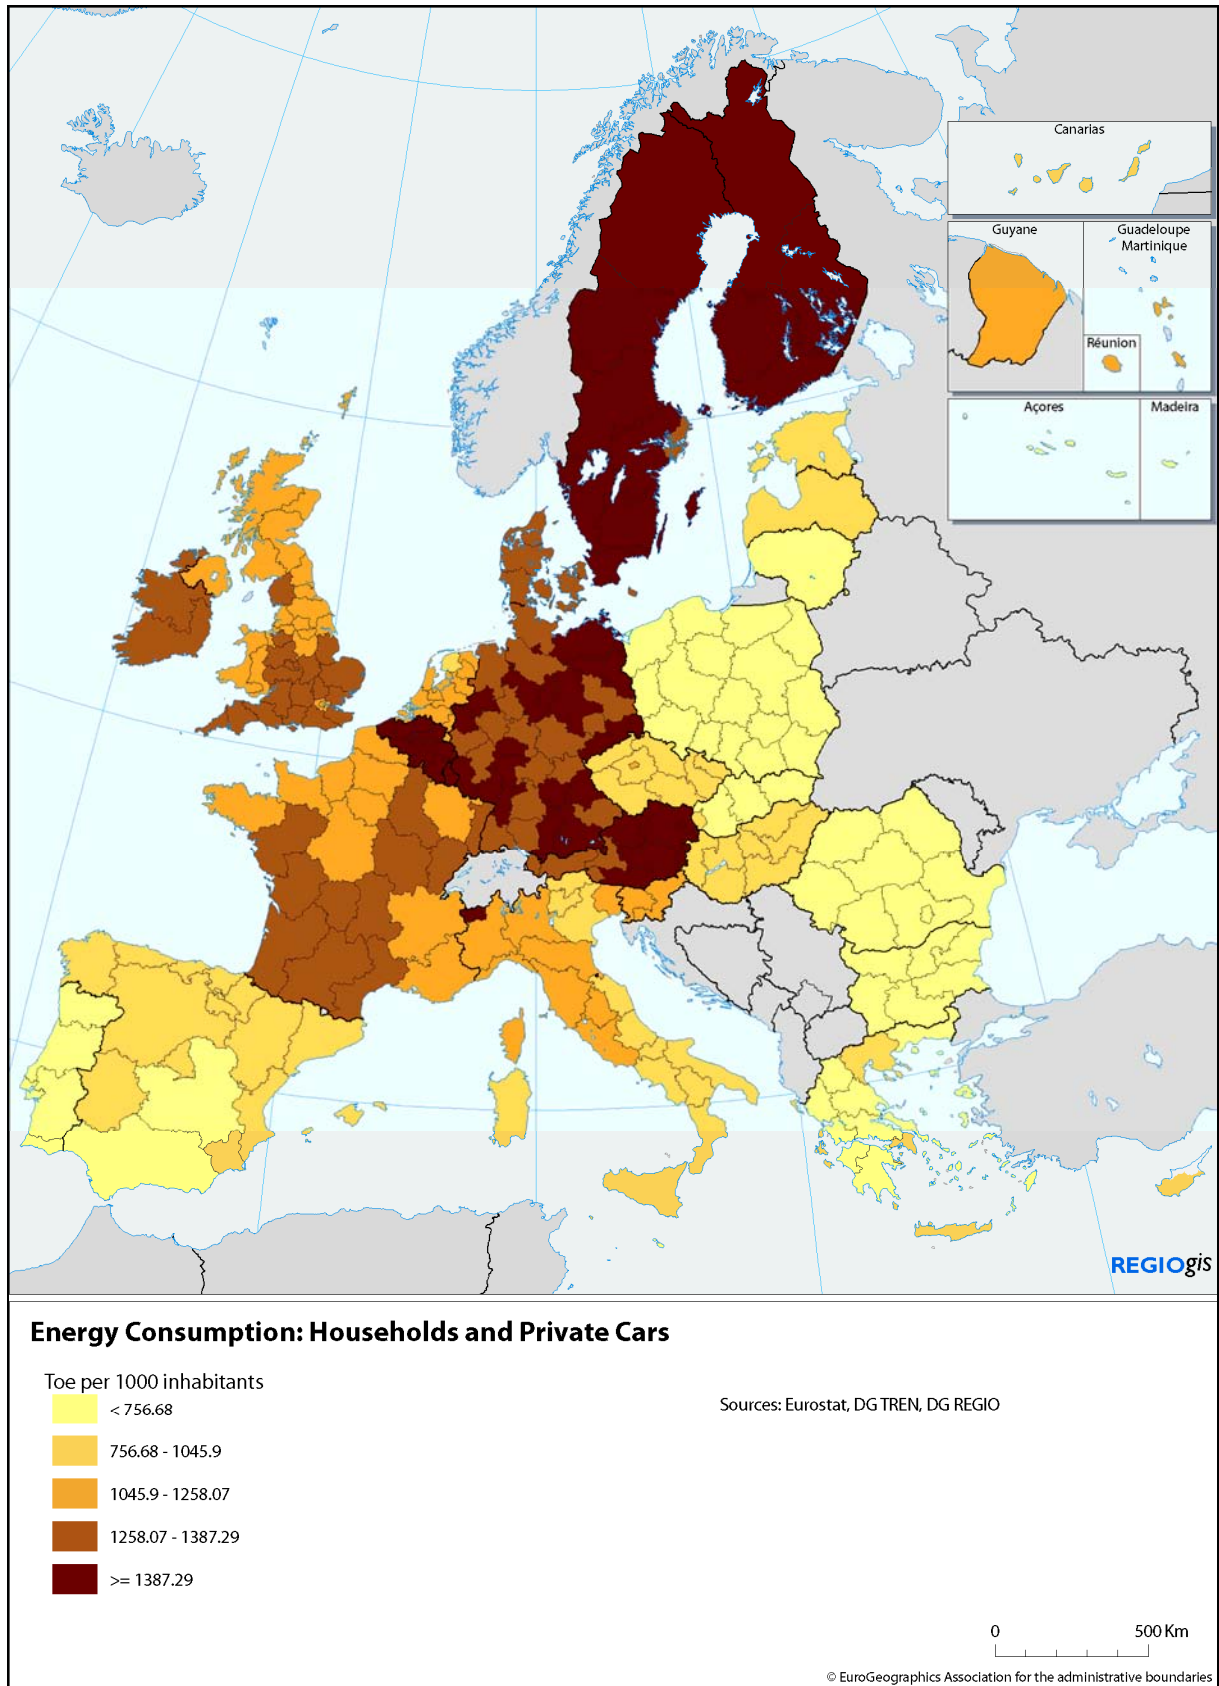 Canarias
Guyane
Guadeloupe
Martinique
Réunion
Açores
Madeira
REGIOgis
Energy Consumption: Households and Private Cars
Toe per 1000 inhabitants
< 756.68
756.68 - 1045.9
1045.9 - 1258.07
1258.07 - 1387.29
>= 1387.29
Sources: Eurostat, DG TREN, DG REGIO
0 500 Km
© EuroGeographics Association for the administrative boundaries